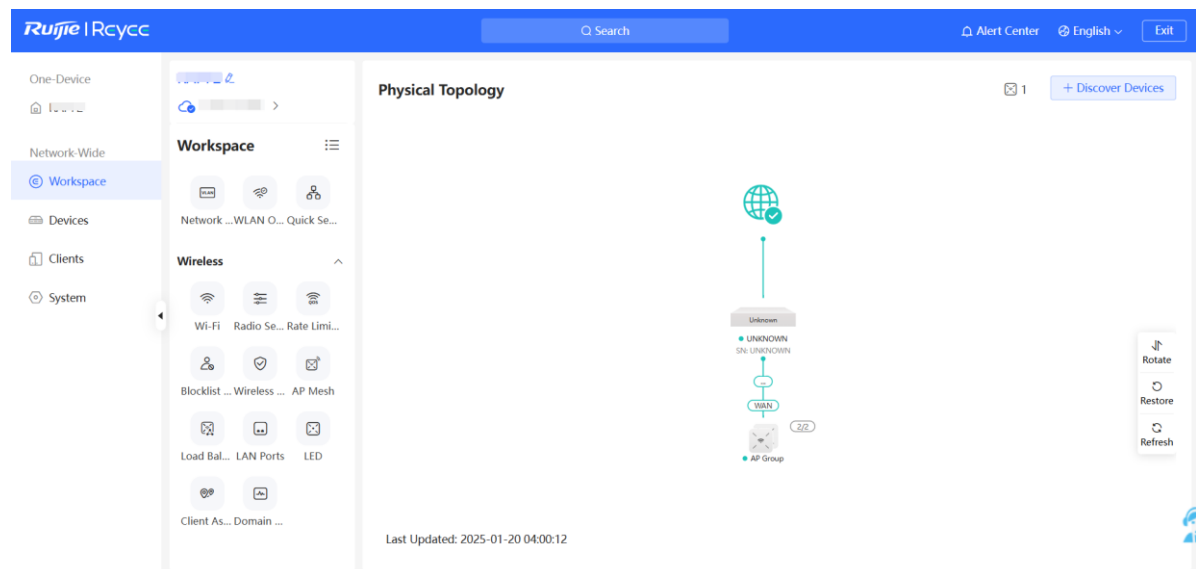 Ruijie | Rcycc
Search
Alert Center
English
Exit
One-Device
Network-Wide
Workspace
Devices
Clients
System
Workspace
Network ...
WLAN O...
Quick Se...
Wireless
Wi-Fi
Radio Se...
Rate Limi...
Blocklist ...
Wireless ...
AP Mesh
Load Bal...
LAN Ports
LED
Client As...
Domain ...
Physical Topology
1
+ Discover Devices
Unknown
UNKNOWN
SN: UNKNOWN
...
WAN
2/2
AP Group
Rotate
Restore
Refresh
Last Updated: 2025-01-20 04:00:12